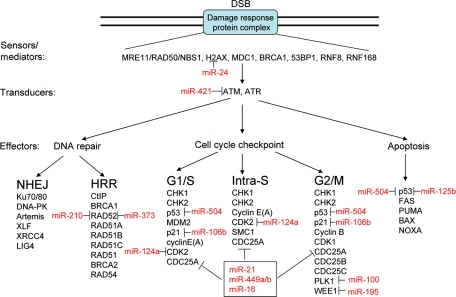 DSB
Damage response
protein complex
Sensors/
mediators:
MRE11/RAD50/NBS1, H2AX, MDC1, BRCA1, 53BP1, RNF8, RNF168
miR-24
Transducers:
miR-421
ATM, ATR
Effectors:
DNA repair
Cell cycle checkpoint
Apoptosis
NHEJ
Ku70/80
DNA-PK
Artemis
XLF
XRCC4
LIG4
HRR
CtIP
BRCA1
miR-210
RAD52
miR-373
RAD51A
RAD51B
RAD51C
RAD51
BRCA2
RAD54
G1/S
CHK1
CHK2
p53
miR-504
MDM2
p21
miR-106b
cyclinE(A)
miR-124a
CDK2
CDC25A
Intra-S
CHK1
CHK2
Cyclin E(A)
CDK2
miR-124a
SMC1
CDC25A
miR-21
miR-449a/b
miR-16
G2/M
CHK1
CHK2
p53
miR-504
p21
miR-106b
Cyclin B
CDK1
CDC25A
CDC25B
CDC25C
PLK1
miR-100
WEE1
miR-195
miR-504
p53
miR-125b
FAS
PUMA
BAX
NOXA